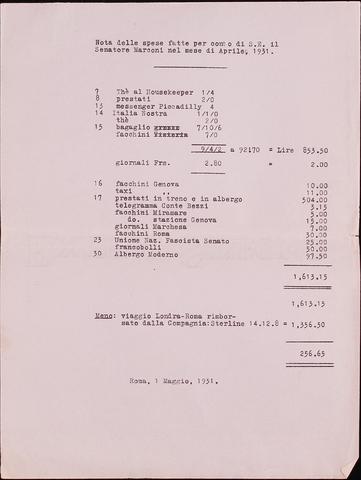 Nota delle spese fatte per conto di S.E. il
Senatore Marconi nel mese di Aprile, 1931.
7 Thè al Housekeeper 1/4
8 prestati 2/0
13 messenger Piccadilly 4
14 Italia Nostra 1/1/0
thè 2/0
15 bagaglio 7/10/6
facchini Victoria 7/0
9/4/2 a 92170 = Lire 853.50
giornali Frs. 2.80 = 2.00
16 facchini Genova 10.00
taxi ,, 11.00
17 prestati in treno e in albergo 504.00
telegramma Conte Bezzi 3.15
facchini Miramare 5.00
do. stazione Genova 15.00
giornali Marchesa 7.00
facchini Roma 30.00
23 Unione Naz. Fascista Senato 25.00
francobolli 50.00
30 Albergo Moderno 97.50
1,613.15
1,613.15
Meno: viaggio Londra-Roma rimbor-
sato dalla Compagnia:Sterline 14.12.8 = 1,356.50
256.65
Roma, 1 Maggio, 1931.